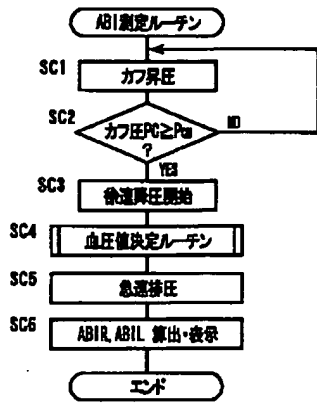 ABI測定ルーチン
SC1
カフ昇圧
SC2
カフ圧PC≧Pcm
?
NO
YES
SC3
徐速降圧開始
SC4
血圧値決定ルーチン
SC5
急速排圧
SC6
ABIR, ABIL 算出・表示
エンド